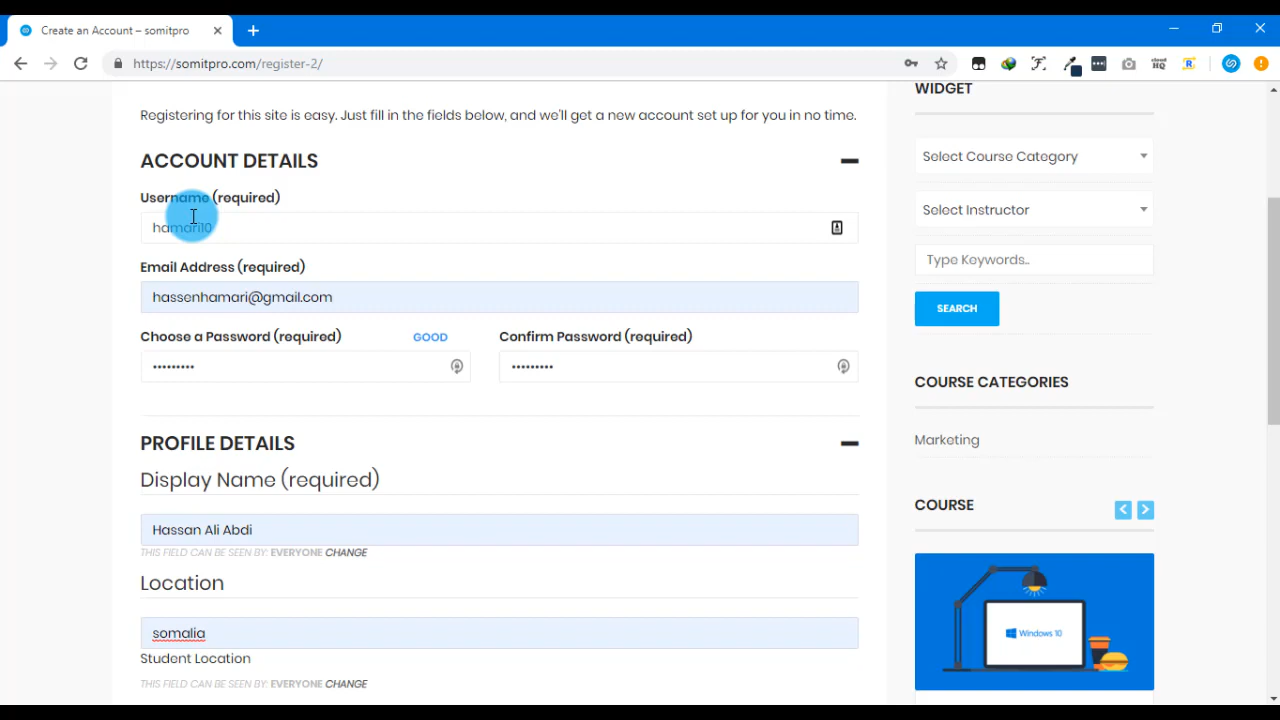 Create an Account – somitpro
https://somitpro.com/register-2/
Registering for this site is easy. Just fill in the fields below, and we'll get a new account set up for you in no time.
ACCOUNT DETAILS
Username (required)
hamari10
Email Address (required)
hassenhamari@gmail.com
Choose a Password (required)
GOOD
Confirm Password (required)
•••••••••
•••••••••
PROFILE DETAILS
Display Name (required)
Hassan Ali Abdi
THIS FIELD CAN BE SEEN BY: EVERYONE CHANGE
Location
somalia
Student Location
THIS FIELD CAN BE SEEN BY: EVERYONE CHANGE
WIDGET
Select Course Category
Select Instructor
Type Keywords..
SEARCH
COURSE CATEGORIES
Marketing
COURSE
Windows 10
cloud
HQ
R